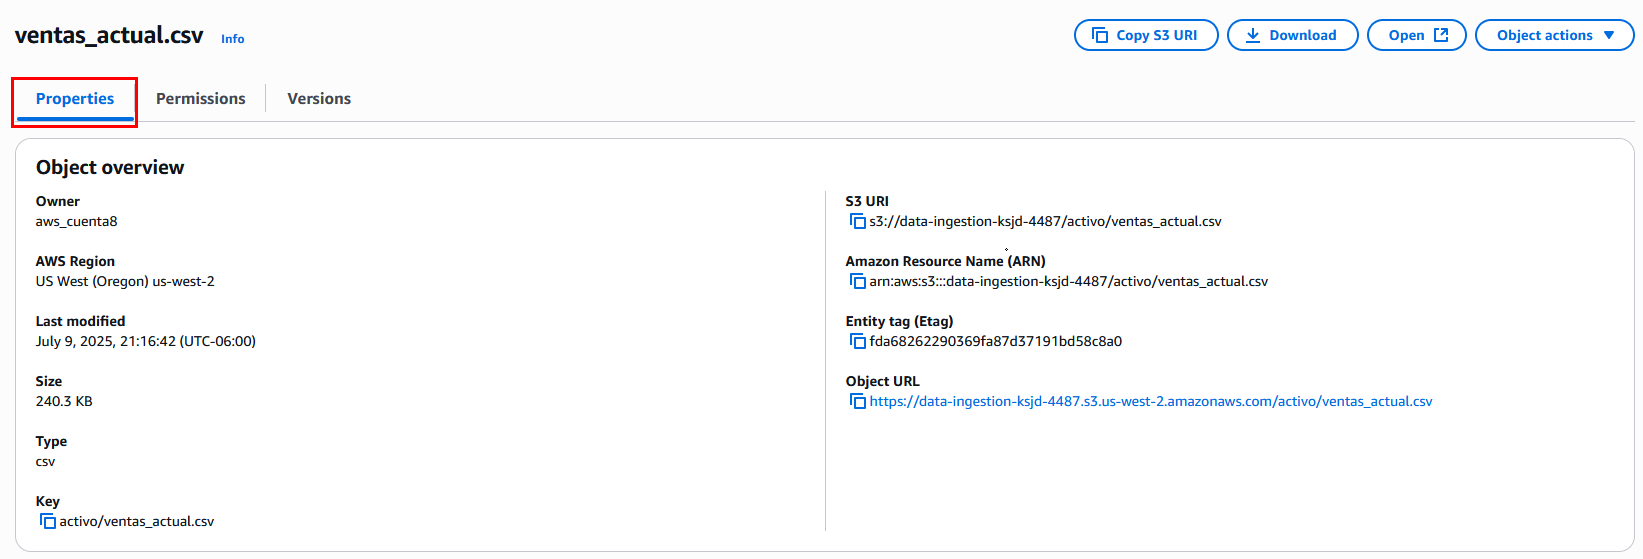 ventas_actual.csv Info
Copy S3 URI
Download
Open
Object actions
Properties
Permissions
Versions
Object overview
Owner
aws_cuenta8
AWS Region
US West (Oregon) us-west-2
Last modified
July 9, 2025, 21:16:42 (UTC-06:00)
Size
240.3 KB
Type
csv
Key
activo/ventas_actual.csv
S3 URI
s3://data-ingestion-ksjd-4487/activo/ventas_actual.csv
Amazon Resource Name (ARN)
arn:aws:s3:::data-ingestion-ksjd-4487/activo/ventas_actual.csv
Entity tag (Etag)
fda68262290369fa87d37191bd58c8a0
Object URL
https://data-ingestion-ksjd-4487.s3.us-west-2.amazonaws.com/activo/ventas_actual.csv